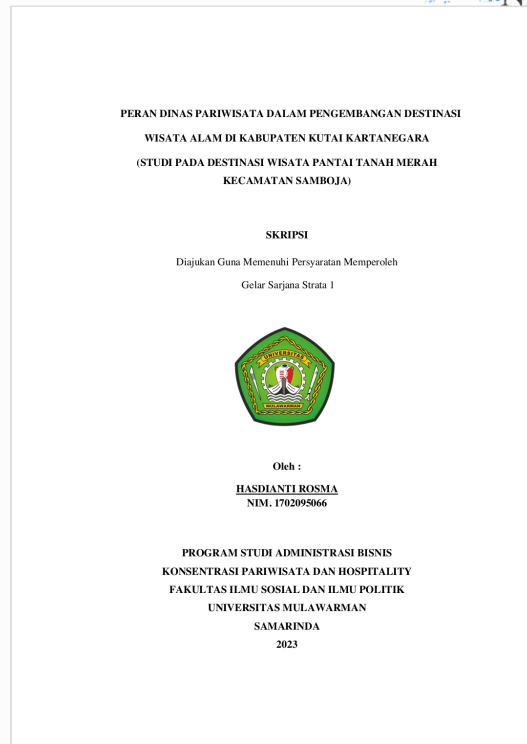 PERAN DINAS PARIWISATA DALAM PENGEMBANGAN DESTINASI
WISATA ALAM DI KABUPATEN KUTAI KARTANEGARA
(STUDI PADA DESTINASI WISATA PANTAI TANAH MERAH
KECAMATAN SAMBOJA)
SKRIPSI
Diajukan Guna Memenuhi Persyaratan Memperoleh
Gelar Sarjana Strata 1
UNIVERSITAS
MULAWARMAN
Oleh :
HASDIANTI ROSMA
NIM. 1702095066
PROGRAM STUDI ADMINISTRASI BISNIS
KONSENTRASI PARIWISATA DAN HOSPITALITY
FAKULTAS ILMU SOSIAL DAN ILMU POLITIK
UNIVERSITAS MULAWARMAN
SAMARINDA
2023